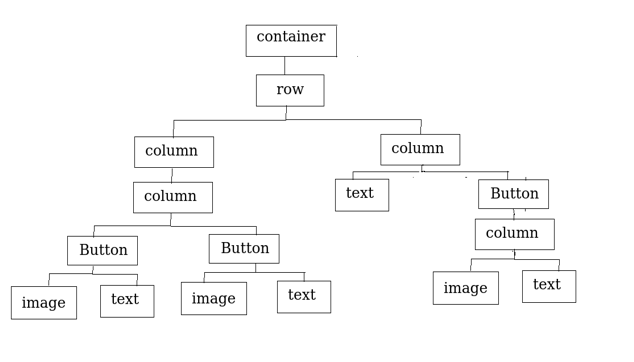 container
row
column
column
column
text
Button
Button
Button
column
image
text
image
text
image
text